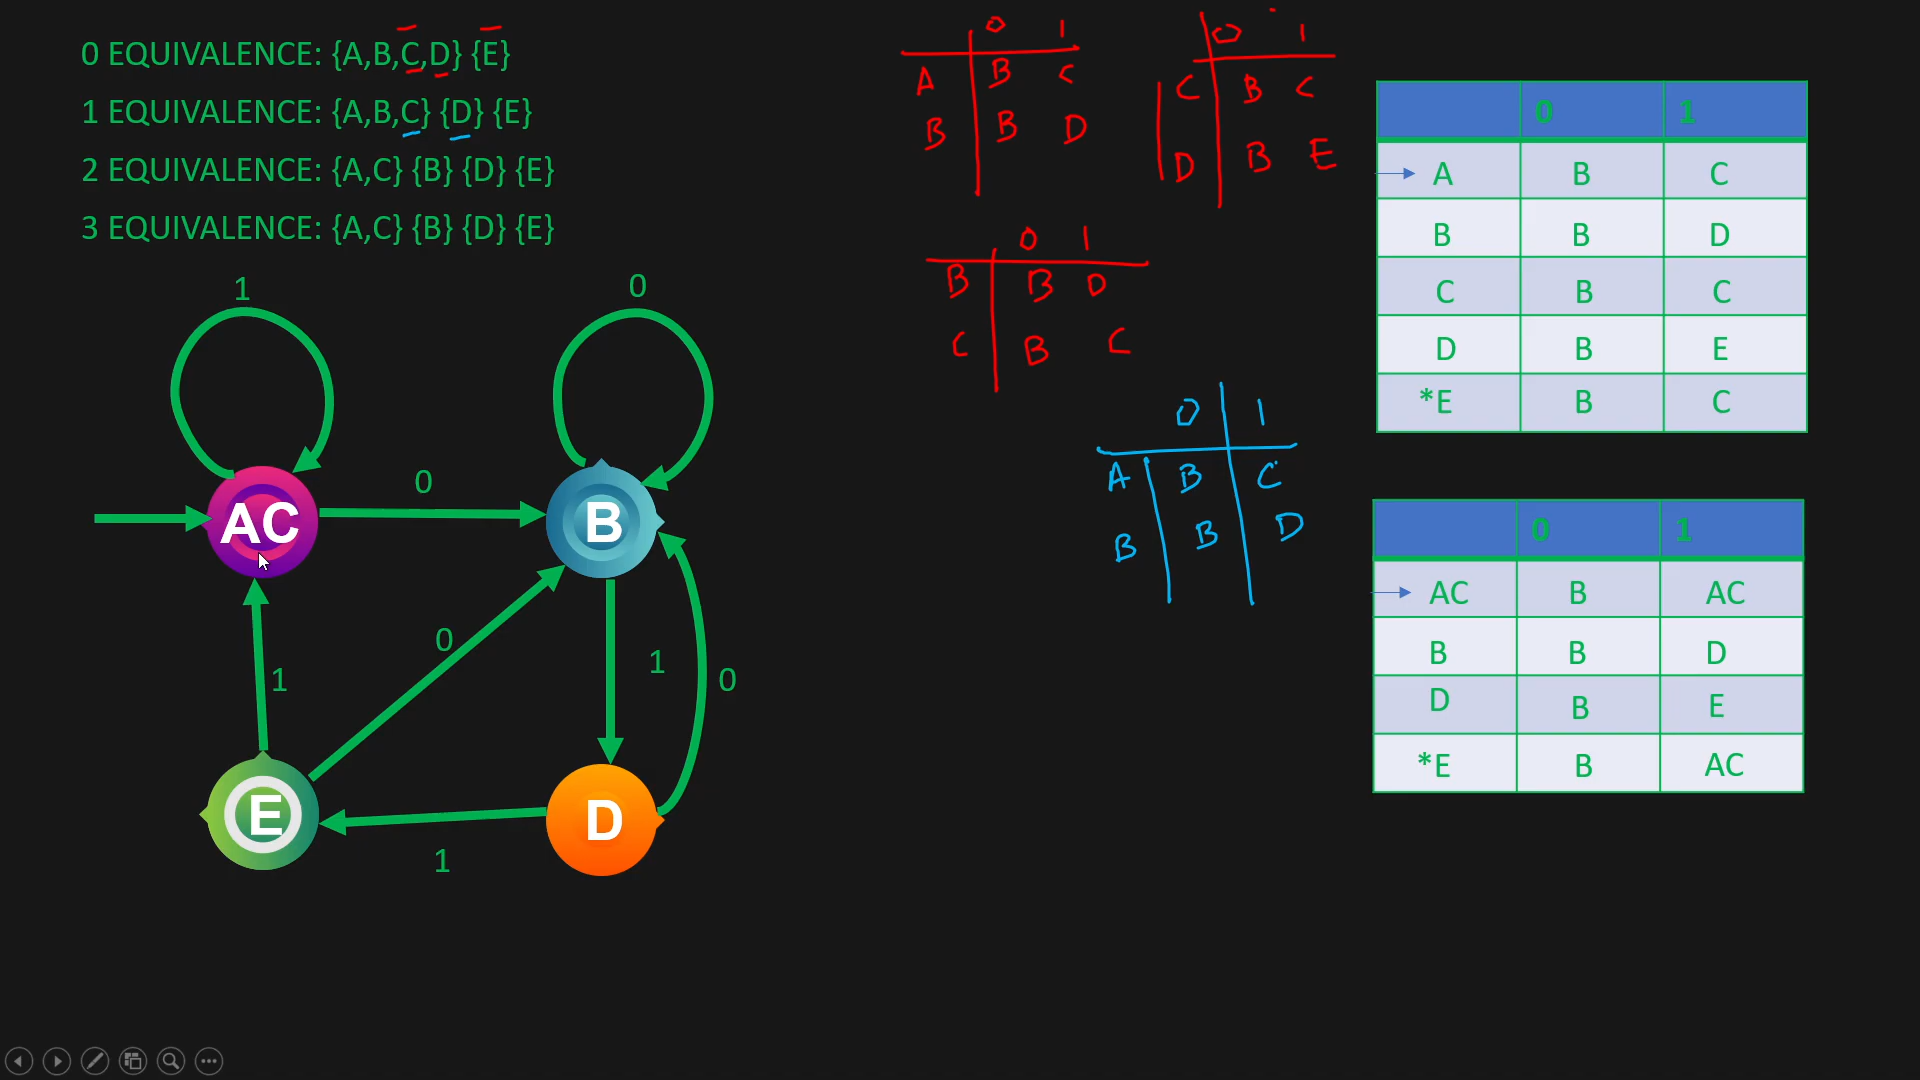 0 EQUIVALENCE: {A,B,C,D} {E}
1 EQUIVALENCE: {A,B,C} {D} {E}
2 EQUIVALENCE: {A,C} {B} {D} {E}
3 EQUIVALENCE: {A,C} {B} {D} {E}
0 1
A B C
B B D
0 1
C B C
D B E
0 1
B B D
C B C
0 1
A B C
B B D
0 1
A B C
B B D
C B C
D B E
*E B C
0 1
AC B AC
B B D
D B E
*E B AC
1
0
AC
0
B
0
1
1
0
E
D
1